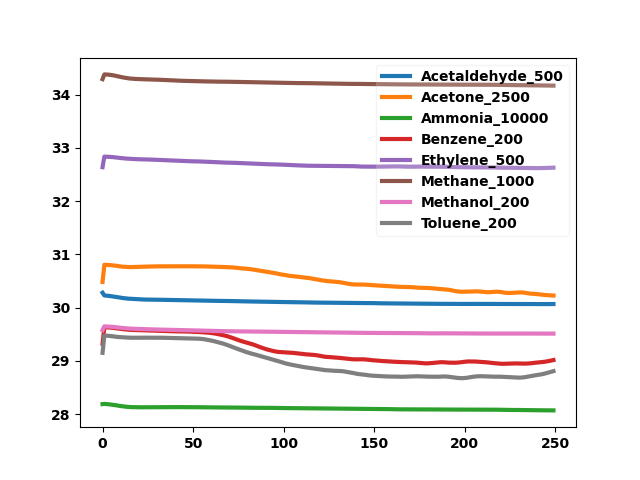 34
33
32
31
30
29
28
0 50 100 150 200 250
Acetaldehyde_500
Acetone_2500
Ammonia_10000
Benzene_200
Ethylene_500
Methane_1000
Methanol_200
Toluene_200